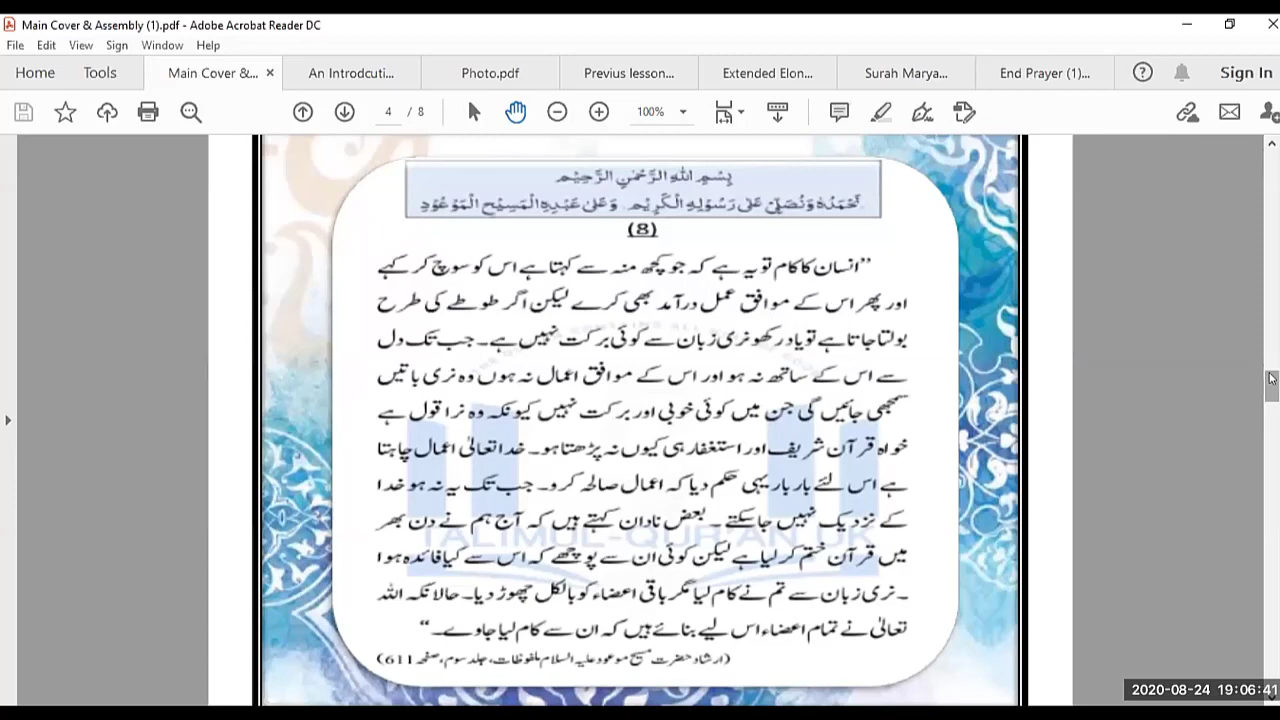 Main Cover & Assembly (1).pdf - Adobe Acrobat Reader DC
File Edit View Sign Window Help
Home Tools Main Cover &... × An Introdcuti... Photo.pdf Previus lesson... Extended Elon... Surah Marya... End Prayer (1)... Sign In
4 / 8 100%
بِسْمِ اللّٰهِ الرَّحْمٰنِ الرَّحِيْمِ
نَحْمَدُهٗ وَنُصَلِّيْ عَلٰى رَسُوْلِهِ الْكَرِيْمِ وَعَلٰى عَبْدِهِ الْمَسِيْحِ الْمَوْعُوْدِ
(8)
”انسان کا کام تو یہ ہے کہ جو کچھ منہ سے کہتا ہے اس کو سوچ کر کہے
اور پھر اس کے موافق عمل درآمد بھی کرے لیکن اگر طوطے کی طرح
بولتا جاتا ہے تو یاد رکھو نری زبان سے کوئی برکت نہیں ہے۔ جب تک دل
سے اس کے ساتھ نہ ہو اور اس کے موافق اعمال نہ ہوں وہ نری باتیں
سمجھی جائیں گی جن میں کوئی خوبی اور برکت نہیں کیونکہ وہ نرا قول ہے
خواہ قرآن شریف اور استغفار ہی کیوں نہ پڑھتا ہو۔ خدا تعالیٰ اعمال چاہتا
ہے اس لئے بار بار یہی حکم دیا کہ اعمال صالحہ کرو۔ جب تک یہ نہ ہو خدا
کے نزدیک نہیں جا سکتے۔ بعض نادان کہتے ہیں کہ آج ہم نے دن بھر
میں قرآن ختم کر لیا ہے لیکن کوئی ان سے پوچھے کہ اس سے کیا فائدہ ہوا
۔ نری زبان سے تم نے کام لیا مگر باقی اعضاء کو بالکل چھوڑ دیا۔ حالانکہ اللہ
تعالیٰ نے تمام اعضاء اس لیے بنائے ہیں کہ ان سے کام لیا جاوے۔“
(ارشاد حضرت مسیح موعود علیہ السلام ملفوظات، جلد سوم، صفحہ 611)
TALIMUL-QUR'AN.UK
2020-08-24 19:06:41